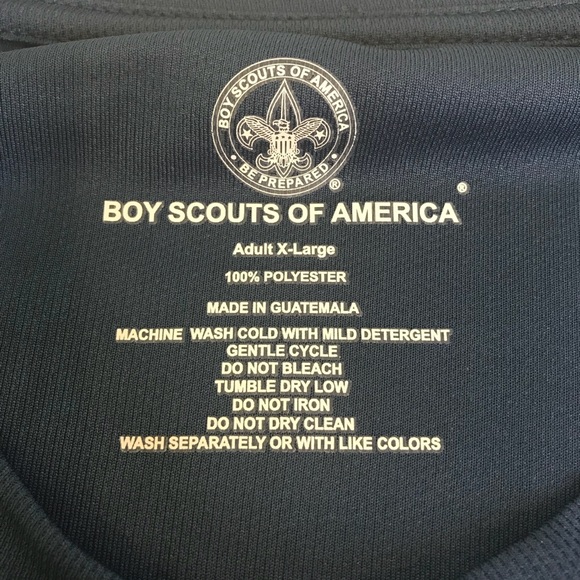 BOY SCOUTS OF AMERICA
• BE PREPARED •
®
BOY SCOUTS OF AMERICA®
Adult X-Large
100% POLYESTER
MADE IN GUATEMALA
MACHINE WASH COLD WITH MILD DETERGENT
GENTLE CYCLE
DO NOT BLEACH
TUMBLE DRY LOW
DO NOT IRON
DO NOT DRY CLEAN
WASH SEPARATELY OR WITH LIKE COLORS